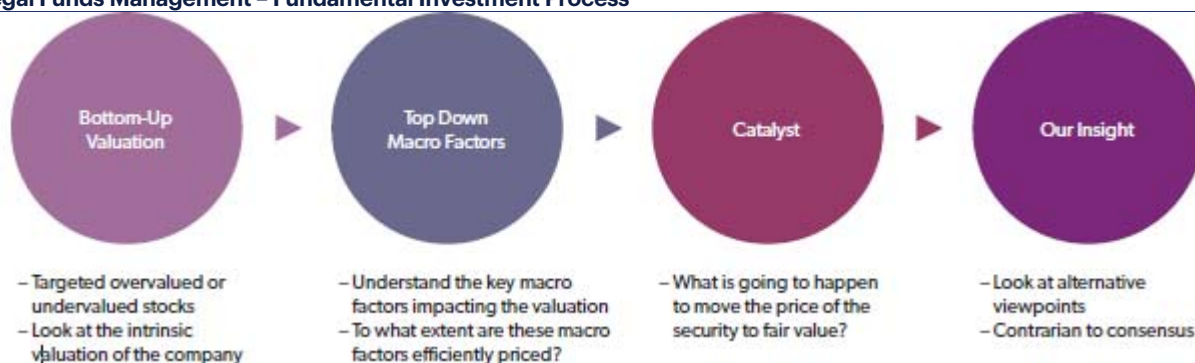 egal Funds Management – Fundamental Investment Process
Bottom-Up
Valuation
Top Down
Macro Factors
Catalyst
Our Insight
– Targeted overvalued or
undervalued stocks
– Look at the intrinsic
valuation of the company
– Understand the key macro
factors impacting the valuation
– To what extent are these macro
factors efficiently priced?
– What is going to happen
to move the price of the
security to fair value?
– Look at alternative
viewpoints
– Contrarian to consensus